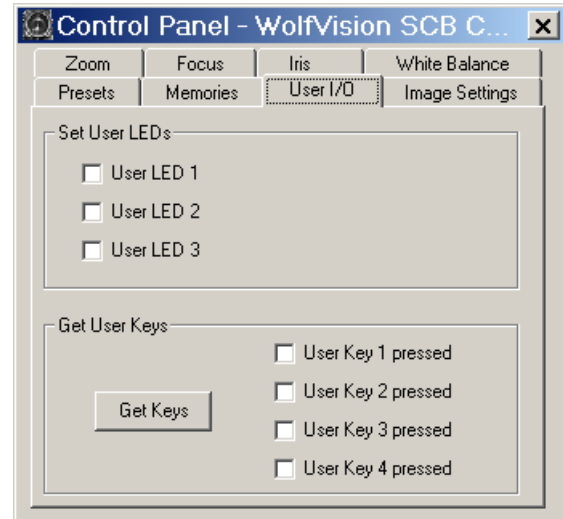 Control Panel - WolfVision SCB C...
Zoom Focus Iris White Balance
Presets Memories User I/O Image Settings
Set User LEDs
User LED 1
User LED 2
User LED 3
Get User Keys
User Key 1 pressed
User Key 2 pressed
Get Keys
User Key 3 pressed
User Key 4 pressed